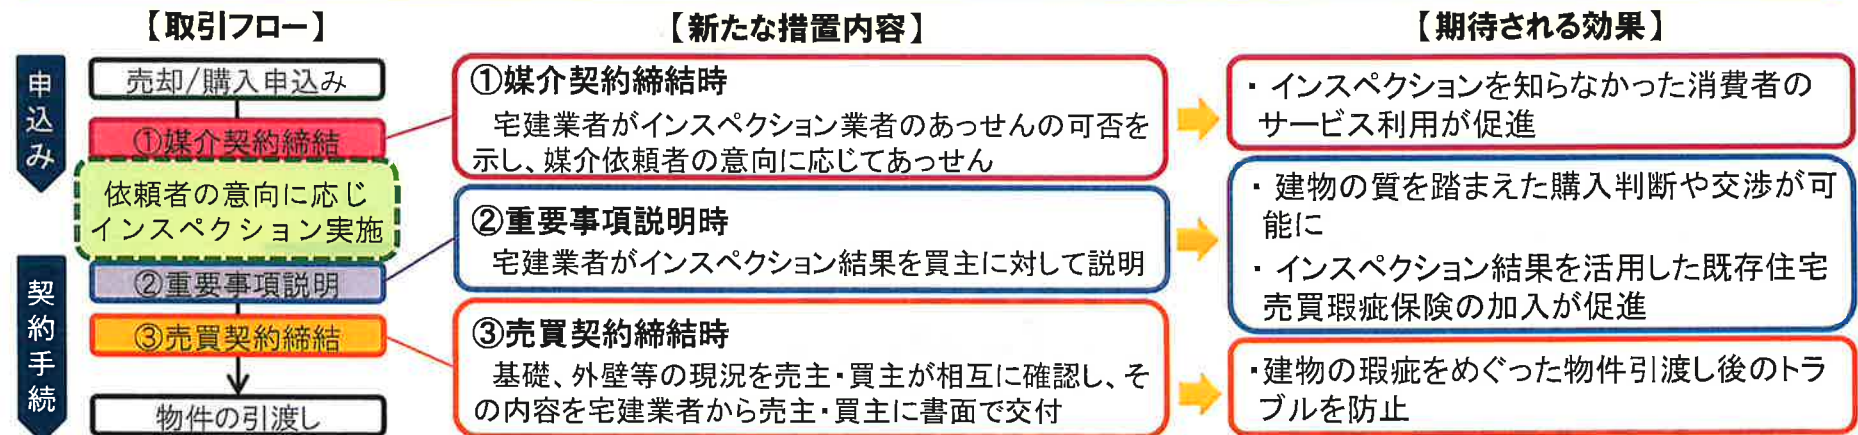 【取引フロー】
【新たな措置内容】
【期待される効果】
申込み
売却/購入申込み
①媒介契約締結
依頼者の意向に応じ
インスペクション実施
契約手続
②重要事項説明
③売買契約締結
物件の引渡し
①媒介契約締結時
宅建業者がインスペクション業者のあっせんの可否を
示し、媒介依頼者の意向に応じてあっせん
②重要事項説明時
宅建業者がインスペクション結果を買主に対して説明
③売買契約締結時
基礎、外壁等の現況を売主・買主が相互に確認し、そ
の内容を宅建業者から売主・買主に書面で交付
・インスペクションを知らなかった消費者の
サービス利用が促進
・建物の質を踏まえた購入判断や交渉が可
能に
・インスペクション結果を活用した既存住宅
売買瑕疵保険の加入が促進
・建物の瑕疵をめぐった物件引渡し後のトラ
ブルを防止